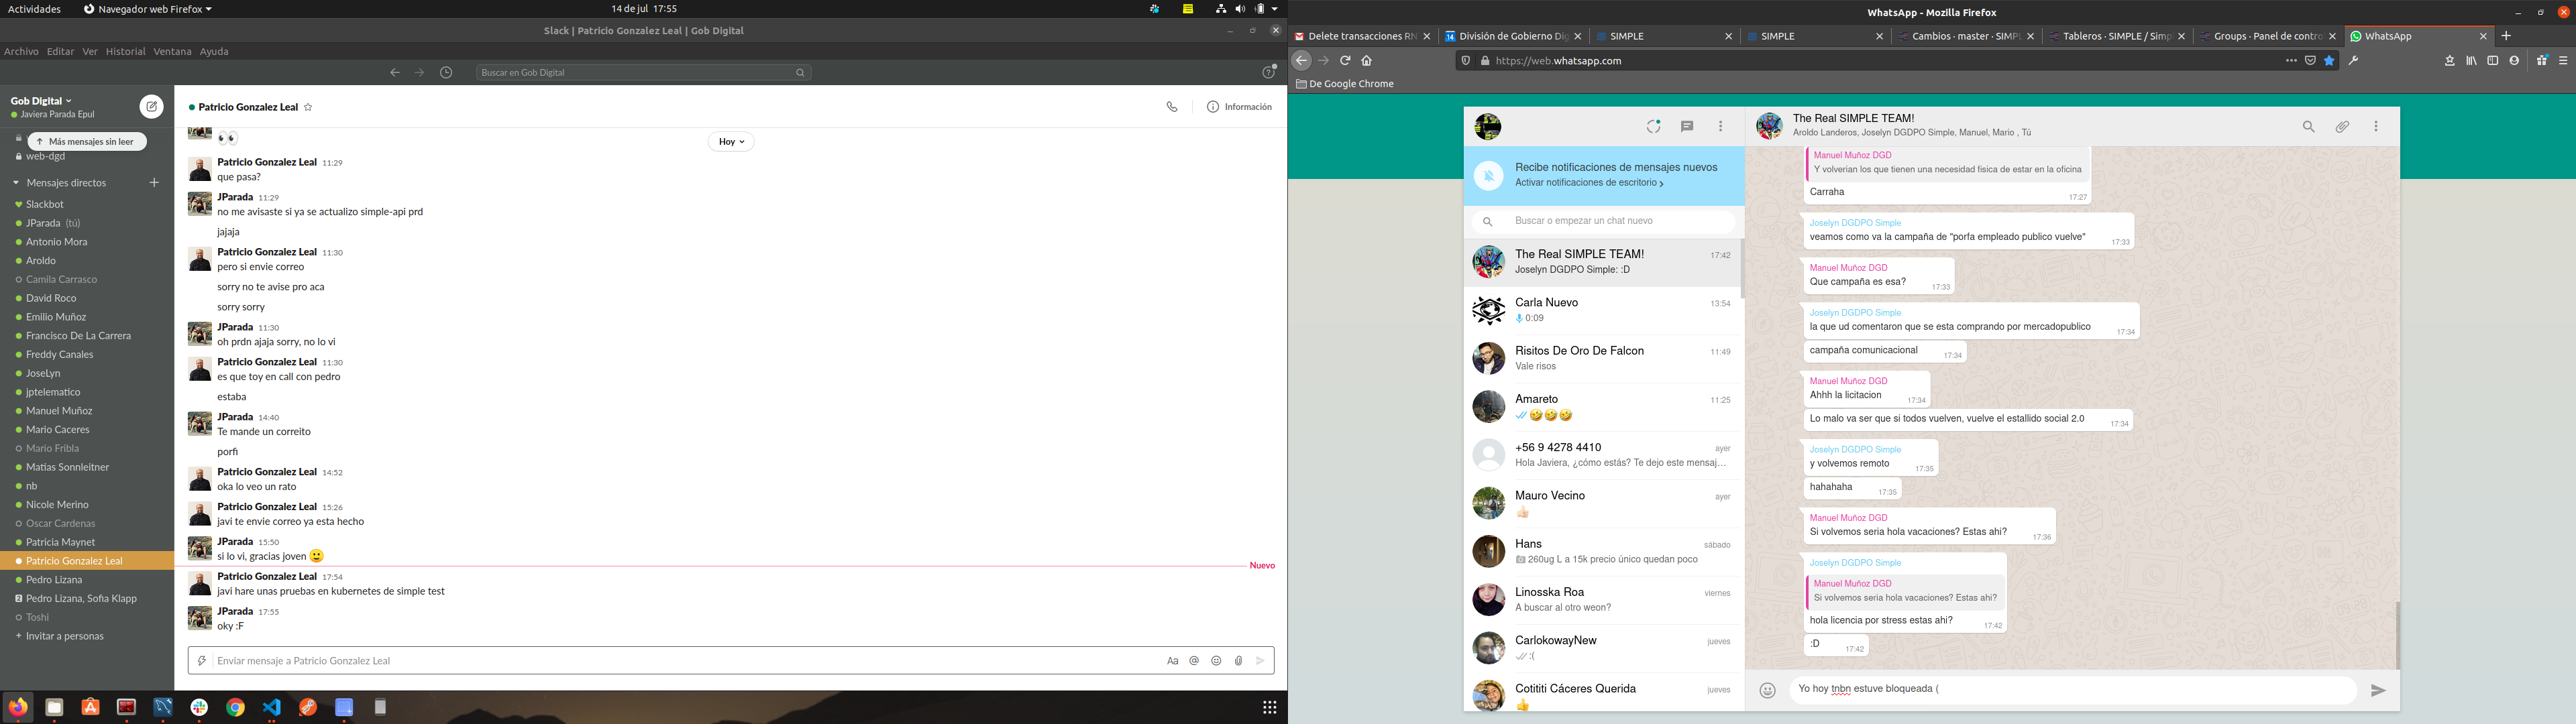 Actividades
Navegador web Firefox
14 de jul 17:55
Slack | Patricio Gonzalez Leal | Gob Digital
Archivo Editar Ver Historial Ventana Ayuda
Buscar en Gob Digital
Gob Digital
Javiera Parada Epul
Más mensajes sin leer
web-dgd
Mensajes directos
Slackbot
JParada (tú)
Antonio Mora
Aroldo
Camila Carrasco
David Roco
Emilio Muñoz
Francisco De La Carrera
Freddy Canales
JoseLyn
jptelematico
Manuel Muñoz
Mario Caceres
Mario Fribla
Matias Sonnleitner
nb
Nicole Merino
Oscar Cardenas
Patricia Maynet
Patricio Gonzalez Leal
Pedro Lizana
2 Pedro Lizana, Sofia Klapp
Toshi
+ Invitar a personas
Patricio Gonzalez Leal
Información
Hoy
Patricio Gonzalez Leal 11:29
que pasa?
JParada 11:29
no me avisaste si ya se actualizo simple-api prd
jajaja
Patricio Gonzalez Leal 11:30
pero si envie correo
sorry no te avise pro aca
sorry sorry
JParada 11:30
oh prdn ajaja sorry, no lo vi
Patricio Gonzalez Leal 11:30
es que toy en call con pedro
estaba
JParada 14:40
Te mande un correito
porfi
Patricio Gonzalez Leal 14:52
oka lo veo un rato
Patricio Gonzalez Leal 15:26
javi te envie correo ya esta hecho
JParada 15:50
si lo vi, gracias joven 🙂
Nuevo
Patricio Gonzalez Leal 17:54
javi hare unas pruebas en kubernetes de simple test
JParada 17:55
oky :F
Enviar mensaje a Patricio Gonzalez Leal
Aa @
WhatsApp - Mozilla Firefox
Delete transacciones RN
14 División de Gobierno Dig
SIMPLE
SIMPLE
Cambios · master · SIMPL
Tableros · SIMPLE / Simp
Groups · Panel de contro
WhatsApp
https://web.whatsapp.com
De Google Chrome
Recibe notificaciones de mensajes nuevos
Activar notificaciones de escritorio >
Buscar o empezar un chat nuevo
The Real SIMPLE TEAM! 17:42
Joselyn DGDPO Simple: :D
Carla Nuevo 13:54
0:09
Risitos De Oro De Falcon 11:49
Vale risos
Amareto 11:25
🤣🤣🤣
+56 9 4278 4410 ayer
Hola Javiera, ¿cómo estás? Te dejo este mensaj…
Mauro Vecino ayer
👍
Hans sábado
260ug L a 15k precio único quedan poco
Linosska Roa viernes
A buscar al otro weon?
CarlokowayNew jueves
:(
Cotititi Cáceres Querida jueves
👍
The Real SIMPLE TEAM!
Aroldo Landeros, Joselyn DGDPO Simple, Manuel, Mario , Tú
Manuel Muñoz DGD
Y volverian los que tienen una necesidad fisica de estar en la oficina
Carraha
17:27
Joselyn DGDPO Simple
veamos como va la campaña de "porfa empleado publico vuelve" 17:33
Manuel Muñoz DGD
Que campaña es esa? 17:33
Joselyn DGDPO Simple
la que ud comentaron que se esta comprando por mercadopublico 17:34
campaña comunicacional 17:34
Manuel Muñoz DGD
Ahhh la licitacion 17:34
Lo malo va ser que si todos vuelven, vuelve el estallido social 2.0 17:34
Joselyn DGDPO Simple
y volvemos remoto 17:35
hahahaha 17:35
Manuel Muñoz DGD
Si volvemos seria hola vacaciones? Estas ahi? 17:36
Joselyn DGDPO Simple
Manuel Muñoz DGD
Si volvemos seria hola vacaciones? Estas ahi?
hola licencia por stress estas ahi? 17:42
:D 17:42
Yo hoy tnbn estuve bloqueada (